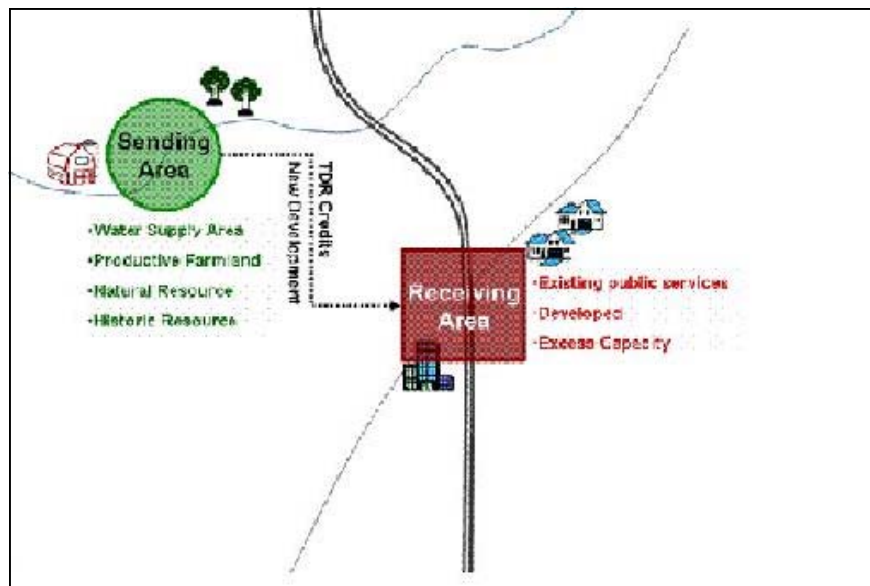 Sending
Area
•Water Supply Area
•Productive Farmland
•Natural Resource
•Historic Resource
TDR Credits
New Development
Receiving
Area
•Existing public services
•Developed
•Excess Capacity